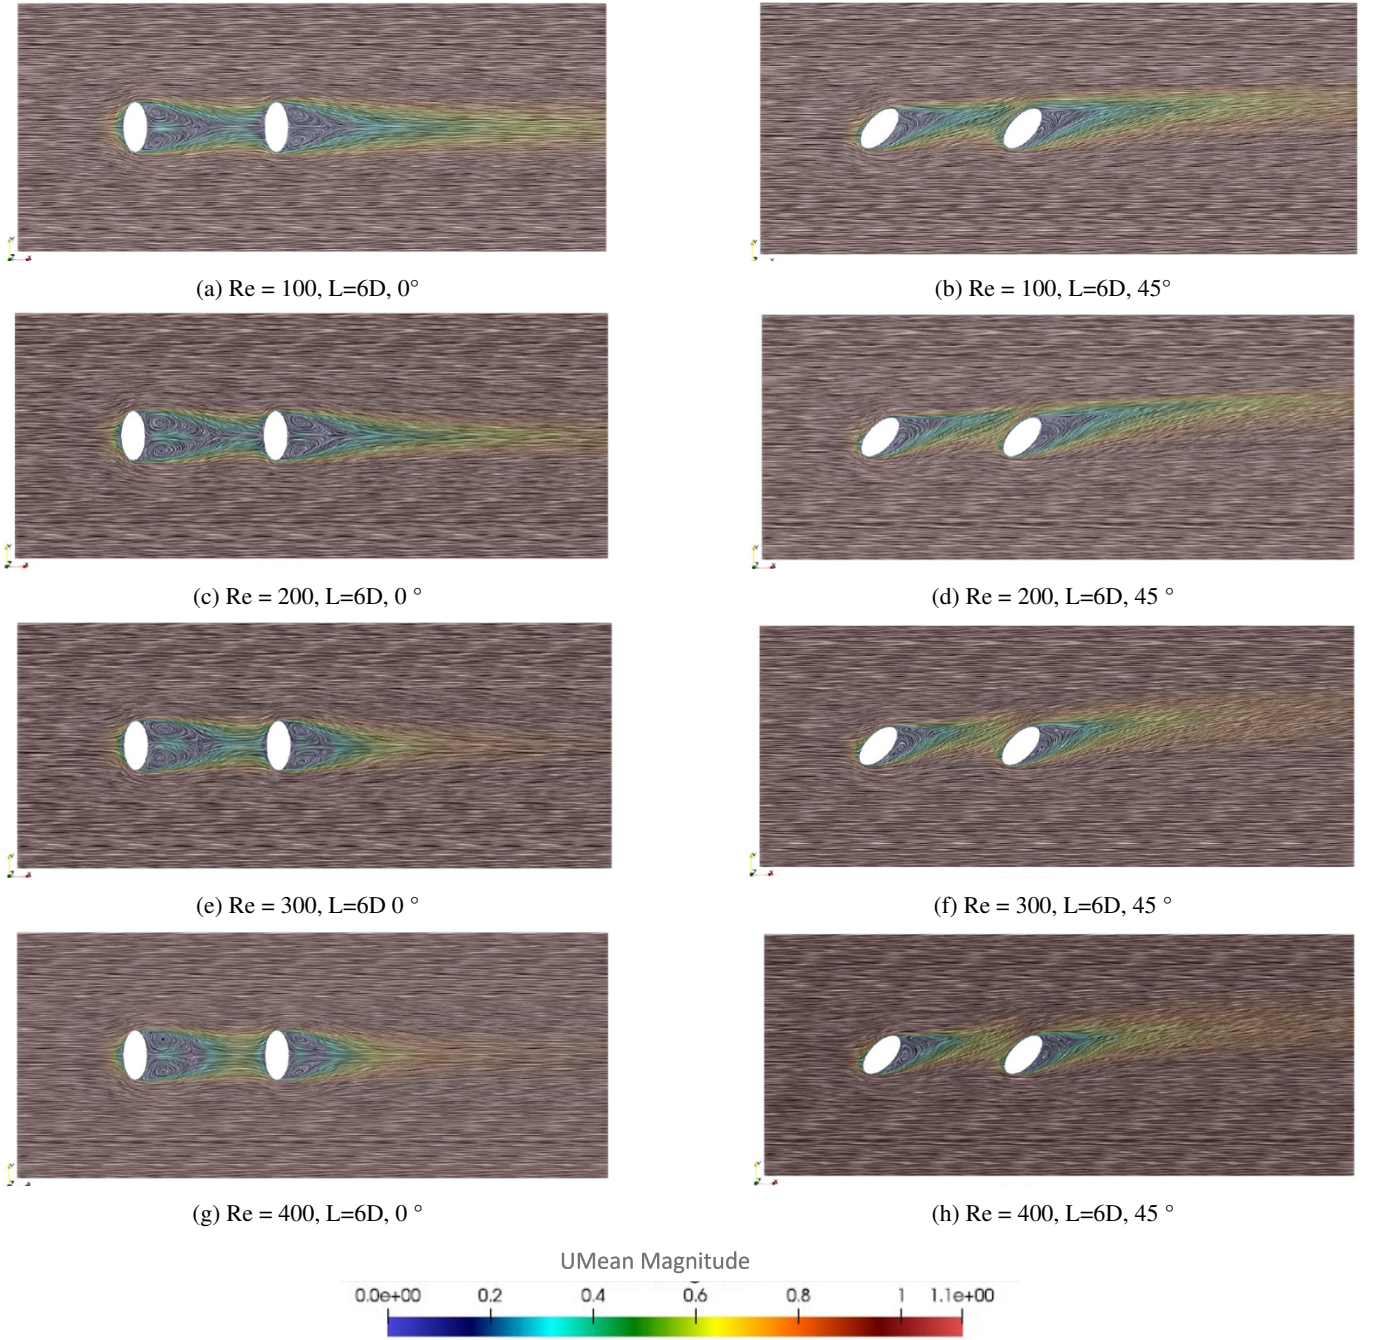 (a) Re = 100, L=6D, 0°
(b) Re = 100, L=6D, 45°
(c) Re = 200, L=6D, 0 °
(d) Re = 200, L=6D, 45 °
(e) Re = 300, L=6D 0 °
(f) Re = 300, L=6D, 45 °
(g) Re = 400, L=6D, 0 °
(h) Re = 400, L=6D, 45 °
UMean Magnitude
0.0e+00 0.2 0.4 0.6 0.8 1 1.1e+00